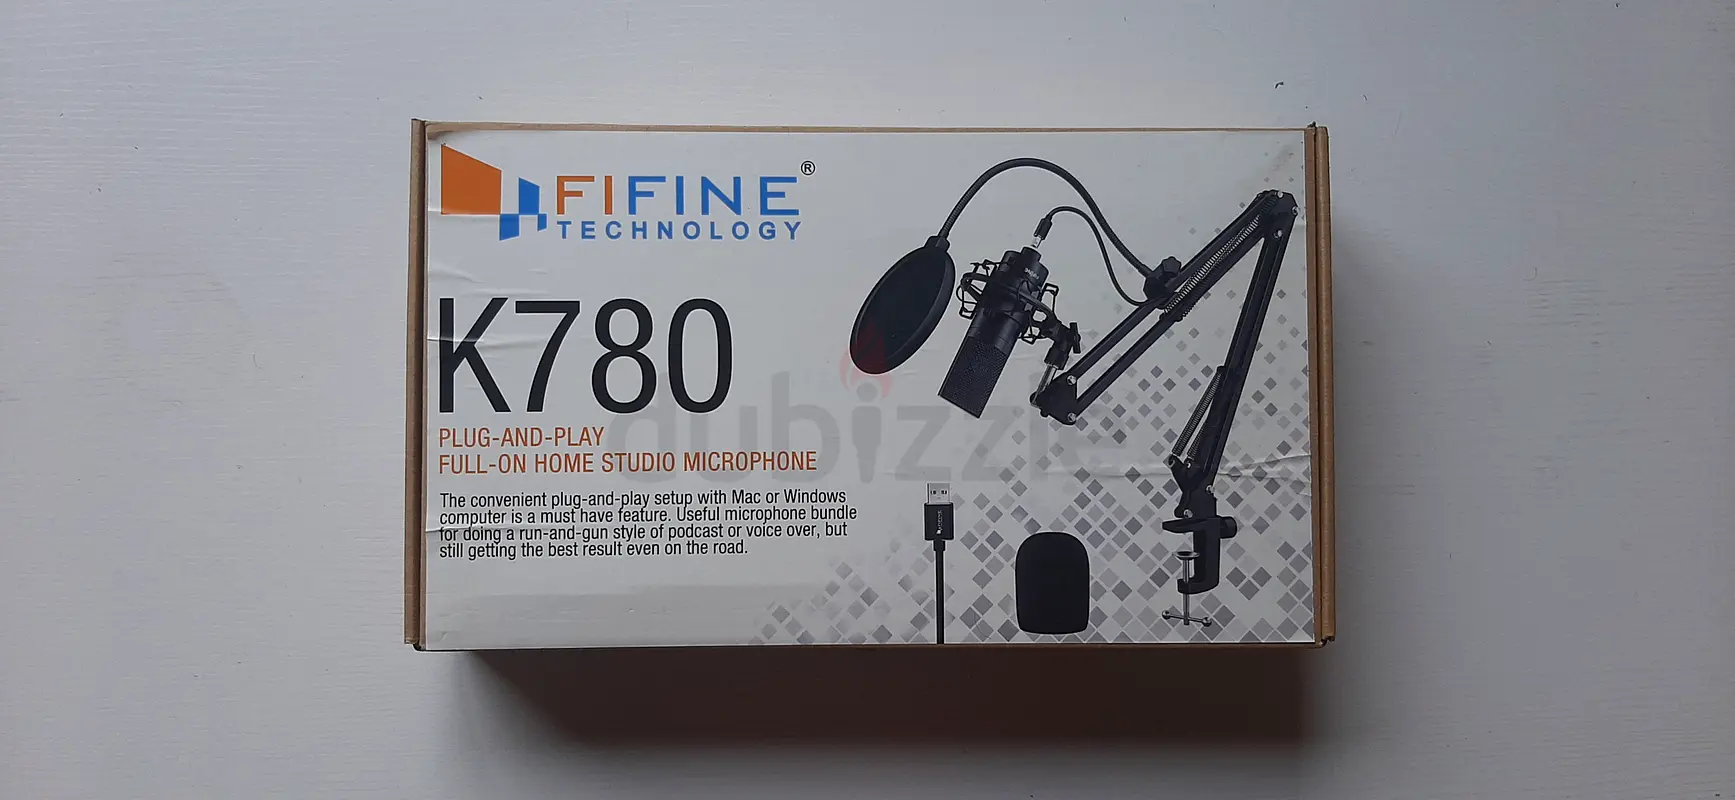 FIFINE®
TECHNOLOGY
K780
PLUG-AND-PLAY
FULL-ON HOME STUDIO MICROPHONE
The convenient plug-and-play setup with Mac or Windows
computer is a must have feature. Useful microphone bundle
for doing a run-and-gun style of podcast or voice over, but
still getting the best result even on the road.
dubizzle